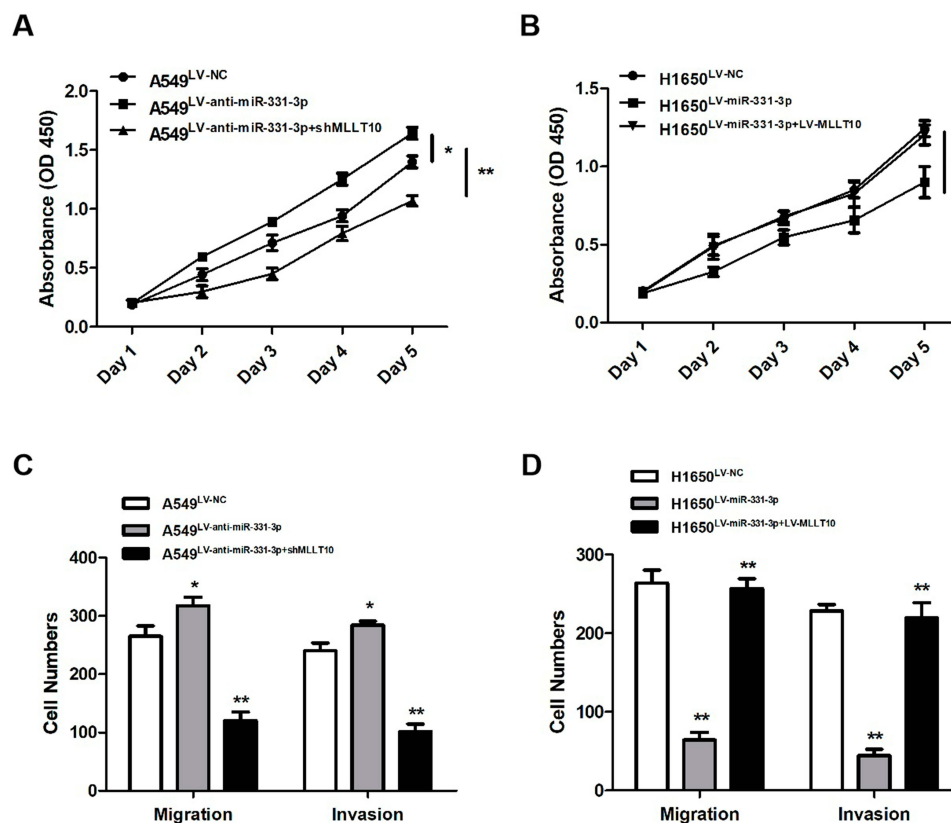 A
A549LV-NC
A549LV-anti-miR-331-3p
A549LV-anti-miR-331-3p+shMLLT10
Absorbance (OD 450)
2.0
1.5
1.0
0.5
0.0
*
**
Day 1
Day 2
Day 3
Day 4
Day 5
B
H1650LV-NC
H1650LV-miR-331-3p
H1650LV-miR-331-3p+LV-MLLT10
Absorbance (OD 450)
1.5
1.0
0.5
0.0
Day 1
Day 2
Day 3
Day 4
Day 5
C
A549LV-NC
A549LV-anti-miR-331-3p
A549LV-anti-miR-331-3p+shMLLT10
Cell Numbers
400
300
200
100
0
*
**
*
**
Migration
Invasion
D
H1650LV-NC
H1650LV-miR-331-3p
H1650LV-miR-331-3p+LV-MLLT10
Cell Numbers
300
200
100
0
**
**
**
**
Migration
Invasion